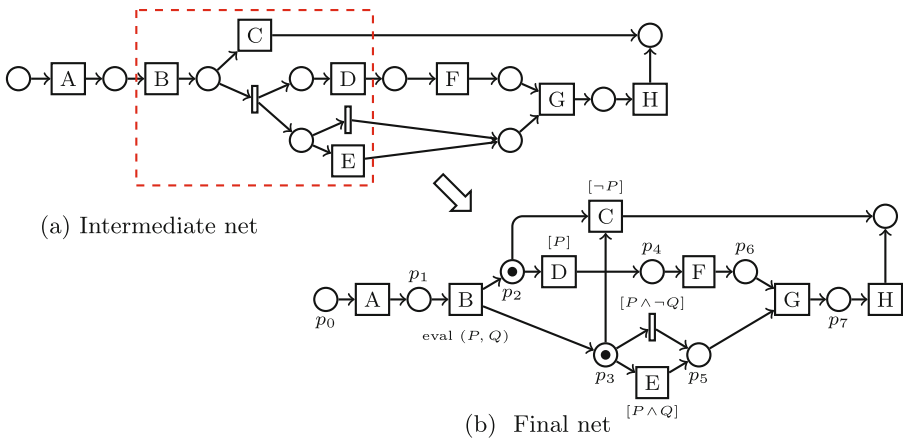 C
A B D F G H
E
(a) Intermediate net
[¬P]
C
[P]
p4 p6
p1
D F
p2
A B [P∧¬Q] G H
p0 eval (P, Q) p7
p3 E p5
[P∧Q]
(b) Final net